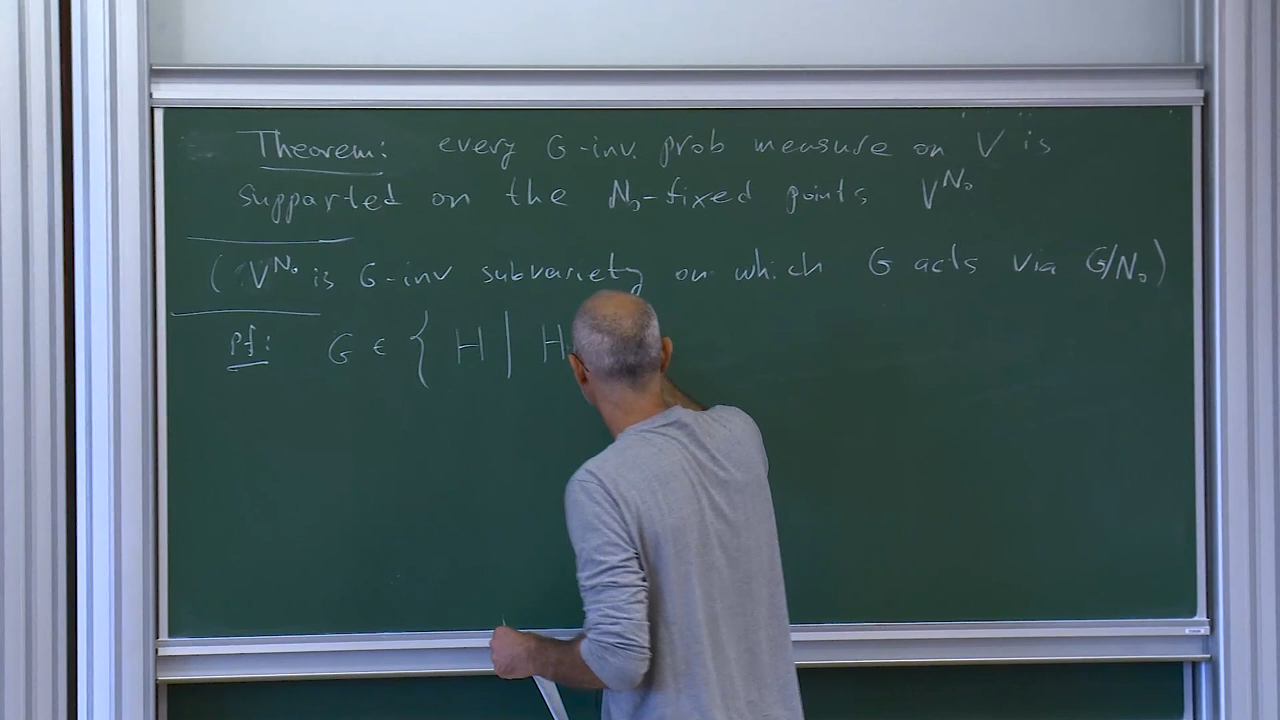 Theorem: every G-inv. prob measure on V is
supported on the N₀-fixed points V^{N₀}
( V^{N₀} is G-inv subvariety on which G acts via G/N₀ )
Pf: G ∈ { H | H